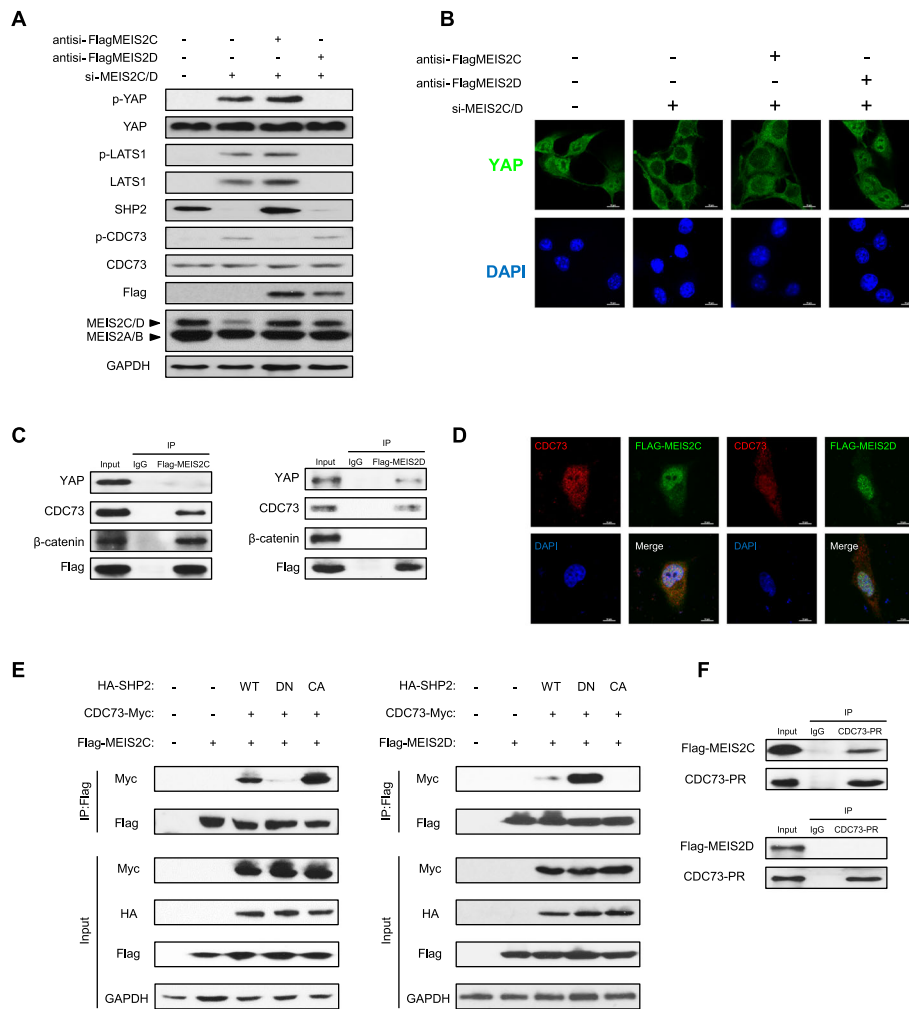 A
antisi-FlagMEIS2C - - + -
antisi-FlagMEIS2D - - - +
si-MEIS2C/D - + + +
p-YAP
YAP
p-LATS1
LATS1
SHP2
p-CDC73
CDC73
Flag
MEIS2C/D
MEIS2A/B
GAPDH
B
antisi-FlagMEIS2C - - + -
antisi-FlagMEIS2D - - - +
si-MEIS2C/D - + + +
YAP
DAPI
C
IP
Input IgG Flag-MEIS2C
YAP
CDC73
β-catenin
Flag
IP
Input IgG Flag-MEIS2D
YAP
CDC73
β-catenin
Flag
D
CDC73 FLAG-MEIS2C CDC73 FLAG-MEIS2D
DAPI Merge DAPI Merge
E
HA-SHP2: - - WT DN CA
CDC73-Myc: - - + + +
Flag-MEIS2C: - + + + +
IP:Flag
Myc
Flag
Input
Myc
HA
Flag
GAPDH
HA-SHP2: - - WT DN CA
CDC73-Myc: - - + + +
Flag-MEIS2D: - + + + +
IP:Flag
Myc
Flag
Input
Myc
HA
Flag
GAPDH
F
IP
Input IgG CDC73-PR
Flag-MEIS2C
CDC73-PR
IP
Input IgG CDC73-PR
Flag-MEIS2D
CDC73-PR